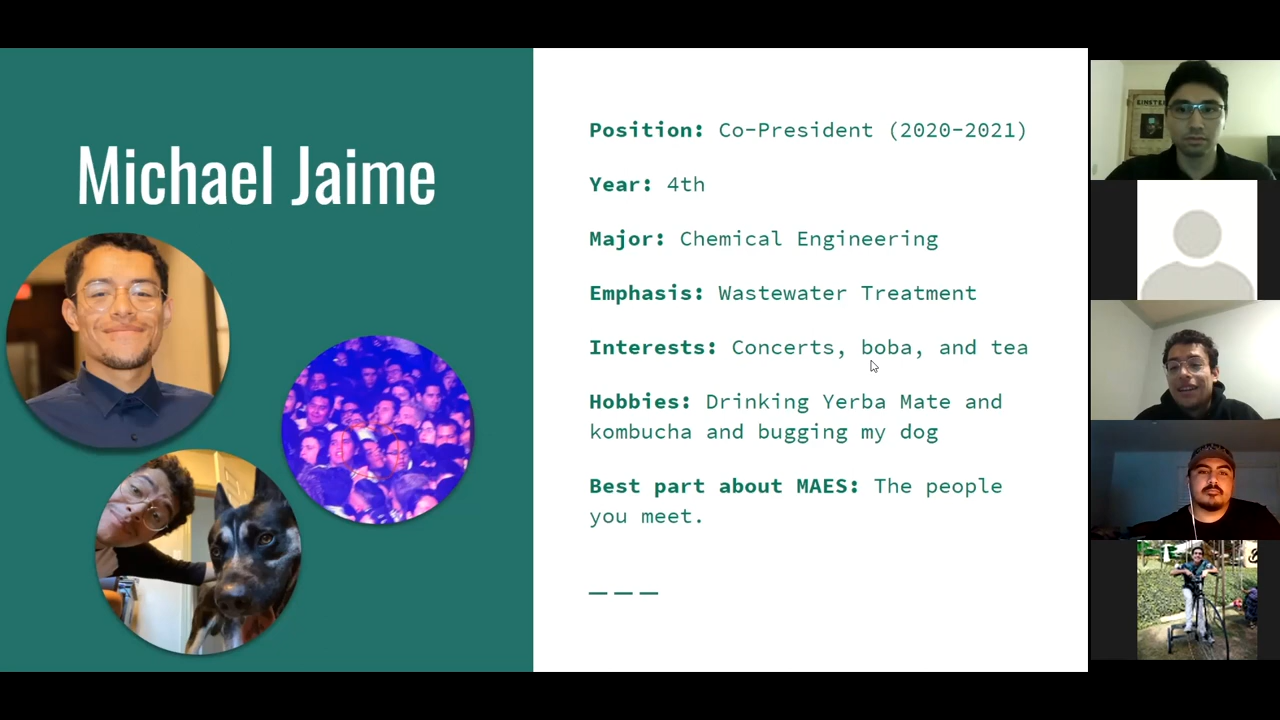 Michael Jaime
Position: Co-President (2020-2021)
Year: 4th
Major: Chemical Engineering
Emphasis: Wastewater Treatment
Interests: Concerts, boba, and tea
Hobbies: Drinking Yerba Mate and
kombucha and bugging my dog
Best part about MAES: The people
you meet.
EINSTE